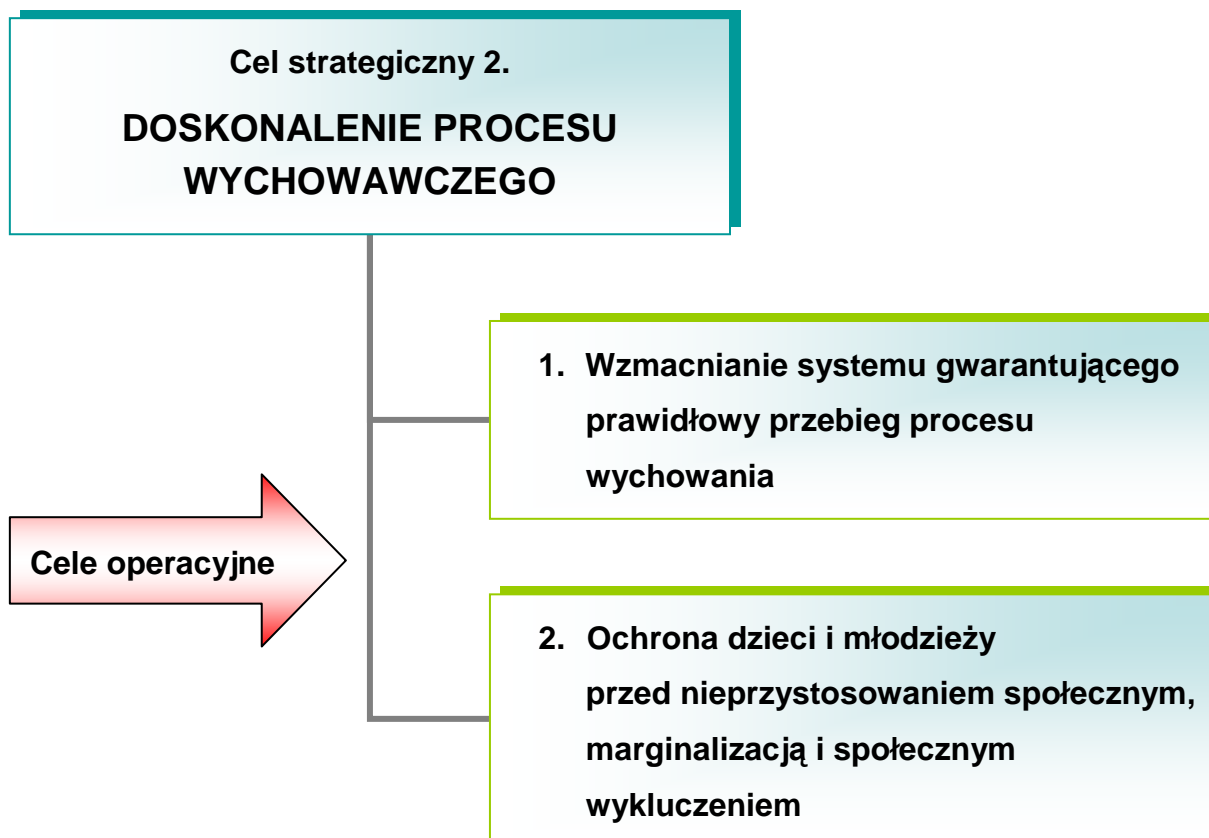 Cel strategiczny 2.
DOSKONALENIE PROCESU
WYCHOWAWCZEGO
1. Wzmacnianie systemu gwarantującego
prawidłowy przebieg procesu
wychowania
Cele operacyjne
2. Ochrona dzieci i młodzieży
przed nieprzystosowaniem społecznym,
marginalizacją i społecznym
wykluczeniem